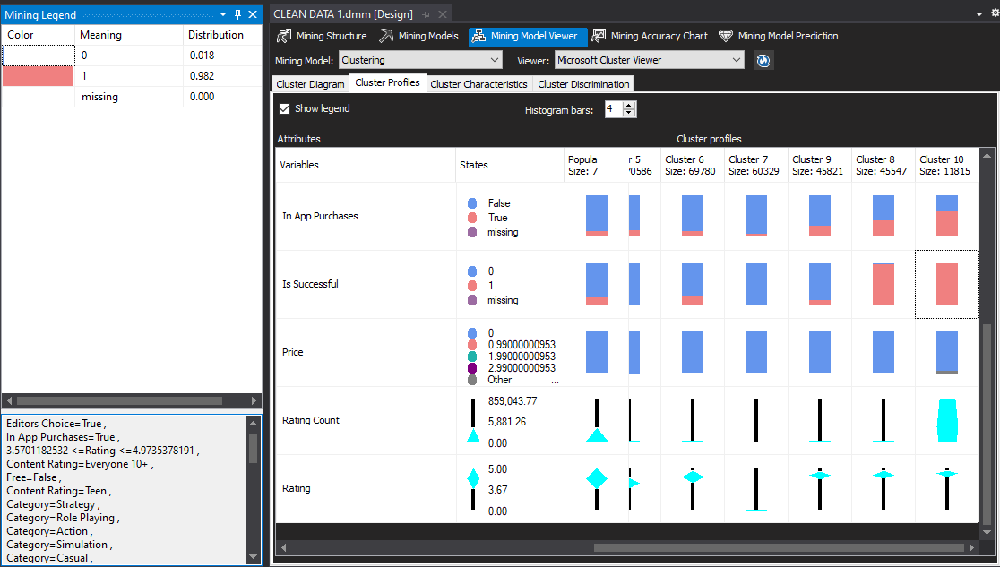 Mining Legend
Color Meaning Distribution
0 0.018
1 0.982
missing 0.000
Editors Choice=True ,
In App Purchases=True ,
3.5701182532 <=Rating <=4.9735378191 ,
Content Rating=Everyone 10+ ,
Free=False ,
Content Rating=Teen ,
Category=Strategy ,
Category=Role Playing ,
Category=Action ,
Category=Simulation ,
Category=Casual ,
CLEAN DATA 1.dmm [Design]
Mining Structure Mining Models Mining Model Viewer Mining Accuracy Chart Mining Model Prediction
Mining Model: Clustering Viewer: Microsoft Cluster Viewer
Cluster Diagram Cluster Profiles Cluster Characteristics Cluster Discrimination
Show legend Histogram bars: 4
Attributes Cluster profiles
Variables States
Popula
Size: 7
r 5
70586
Cluster 6
Size: 69780
Cluster 7
Size: 60329
Cluster 9
Size: 45821
Cluster 8
Size: 45547
Cluster 10
Size: 11815
In App Purchases
False
True
missing
Is Successful
0
1
missing
Price
0
0.99000000953
1.99000000953
2.99000000953
Other ...
Rating Count
859,043.77
5,881.26
0.00
Rating
5.00
3.67
0.00